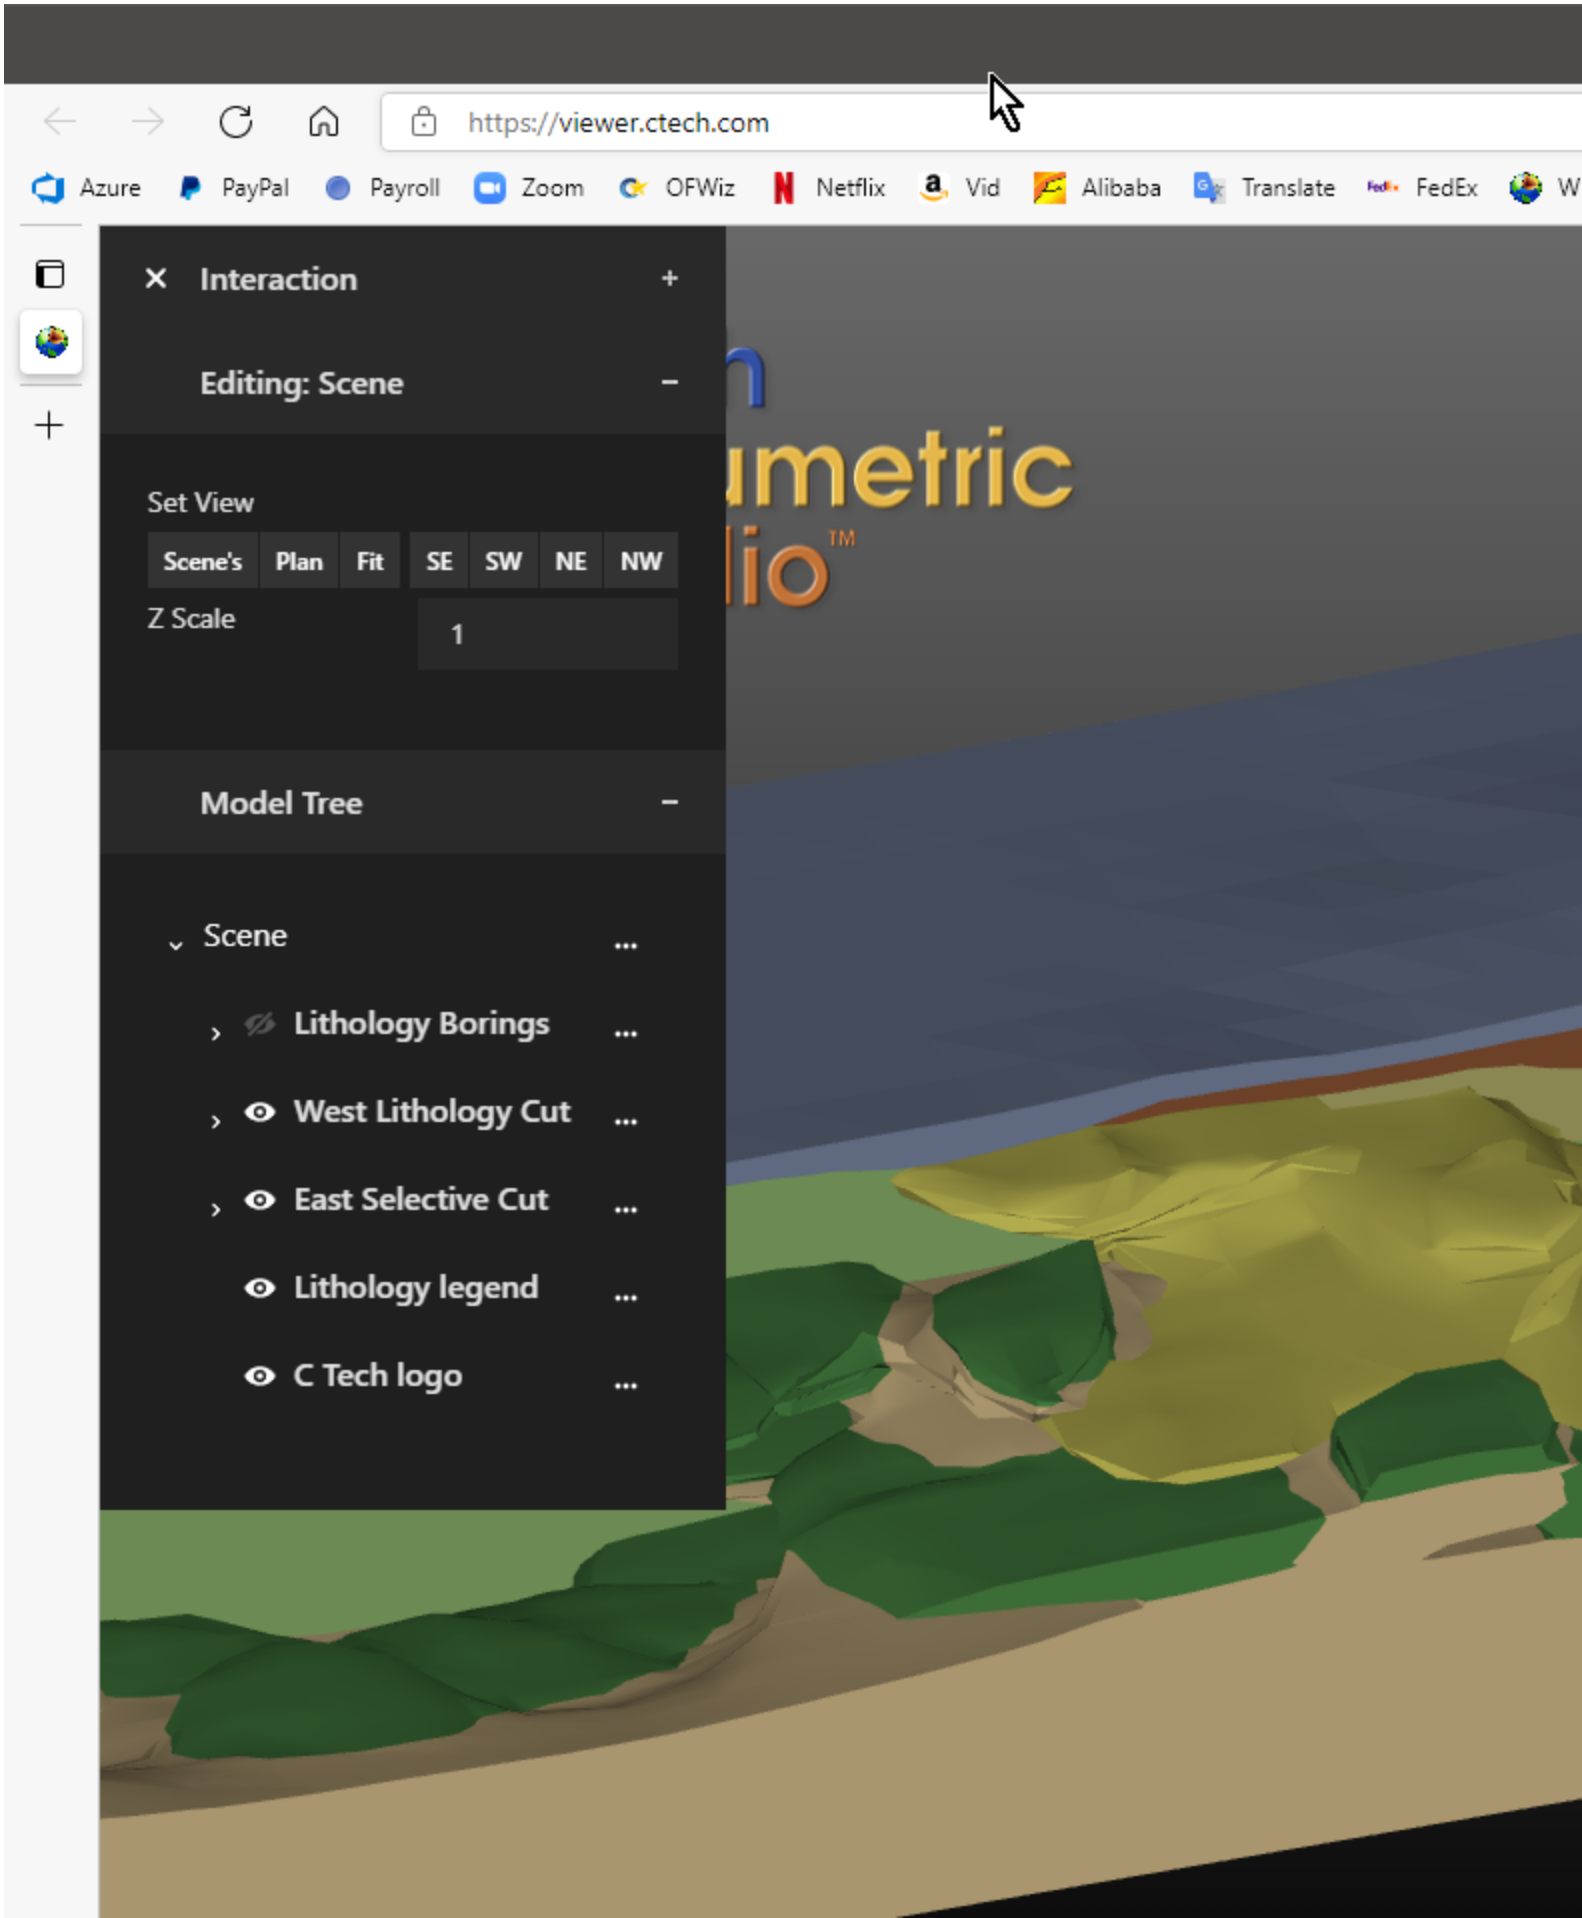 https://viewer.ctech.com
Azure PayPal Payroll Zoom OFWiz Netflix Vid Alibaba Translate FedEx W
Interaction +
Editing: Scene −
umetric
lio™
Set View
Scene's Plan Fit SE SW NE NW
Z Scale 1
Model Tree −
Scene ...
Lithology Borings ...
West Lithology Cut ...
East Selective Cut ...
Lithology legend ...
C Tech logo ...